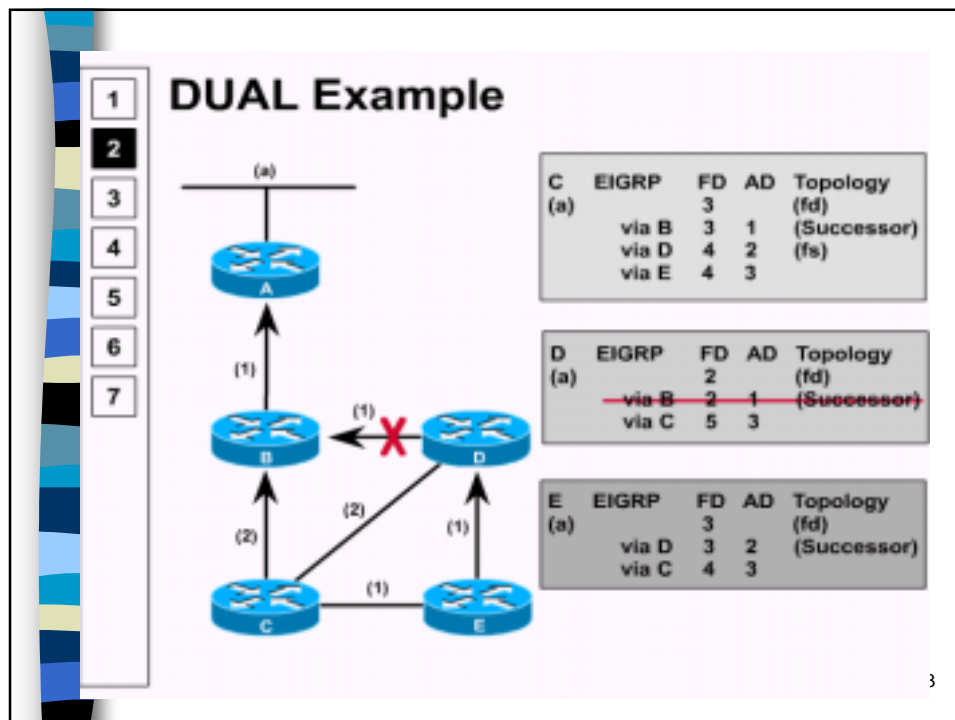 1
2
3
4
5
6
7
DUAL Example
(a)
A
(1)
(1)
B
D
(2)
(2)
(1)
(1)
C
E
C EIGRP FD AD Topology
(a) 3 (fd)
via B 3 1 (Successor)
via D 4 2 (fs)
via E 4 3
D EIGRP FD AD Topology
(a) 2 (fd)
via B 2 1 (Successor)
via C 5 3
E EIGRP FD AD Topology
(a) 3 (fd)
via D 3 2 (Successor)
via C 4 3